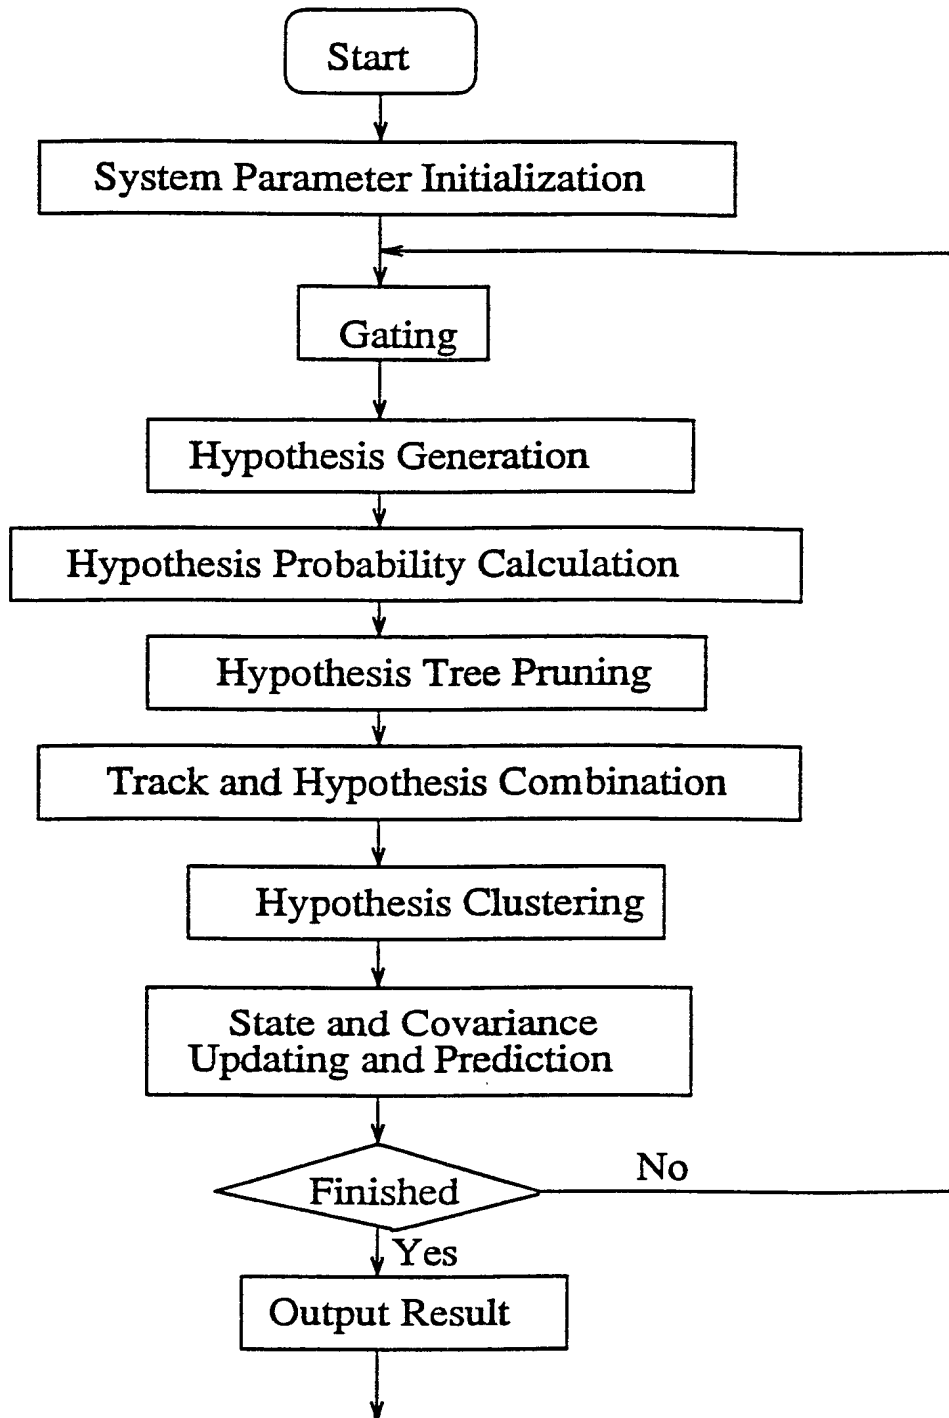 Start
System Parameter Initialization
Gating
Hypothesis Generation
Hypothesis Probability Calculation
Hypothesis Tree Pruning
Track and Hypothesis Combination
Hypothesis Clustering
State and Covariance
Updating and Prediction
Finished
No
Yes
Output Result